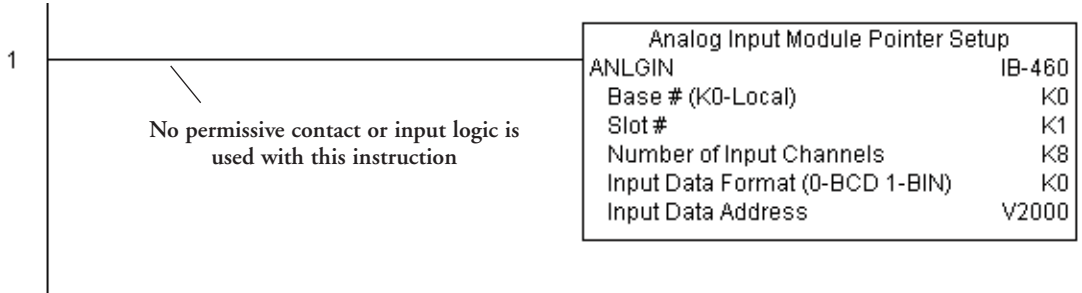 1
Analog Input Module Pointer Setup
ANLGIN IB-460
Base # (K0-Local) K0
Slot # K1
Number of Input Channels K8
Input Data Format (0-BCD 1-BIN) K0
Input Data Address V2000
No permissive contact or input logic is
used with this instruction